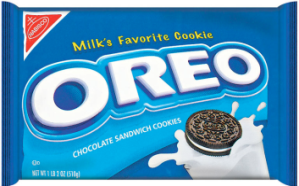 NABISCO
Milk's Favorite Cookie
OREO
CHOCOLATE SANDWICH COOKIES
NET WT 1 LB 2 OZ (510g)